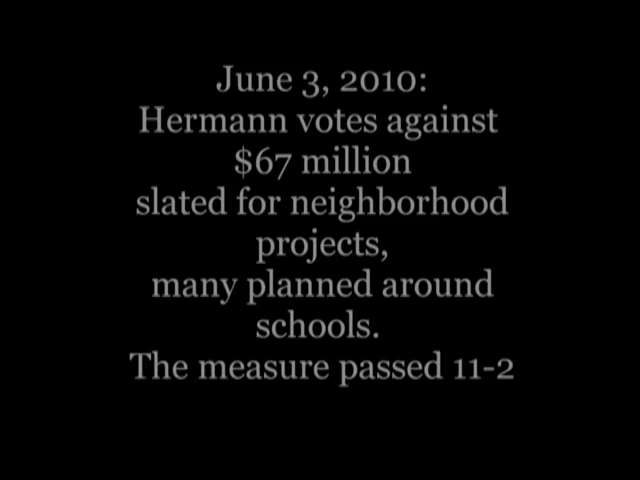 June 3, 2010:
Hermann votes against
$67 million
slated for neighborhood
projects,
many planned around
schools.
The measure passed 11-2